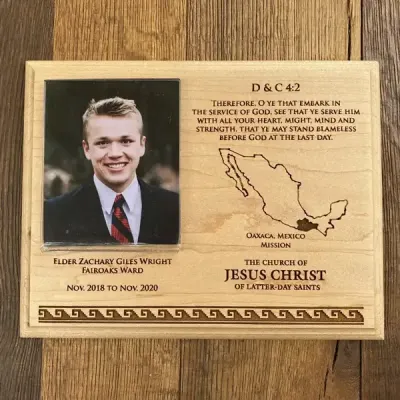 D & C 4:2
Therefore, O ye that embark in
the service of God, see that ye serve him
with all your heart, might, mind and
strength, that ye may stand blameless
before God at the last day.
Oaxaca, Mexico
Mission
Elder Zachary Giles Wright
Fairoaks Ward
Nov. 2018 to Nov. 2020
THE CHURCH OF
JESUS CHRIST
OF LATTER-DAY SAINTS